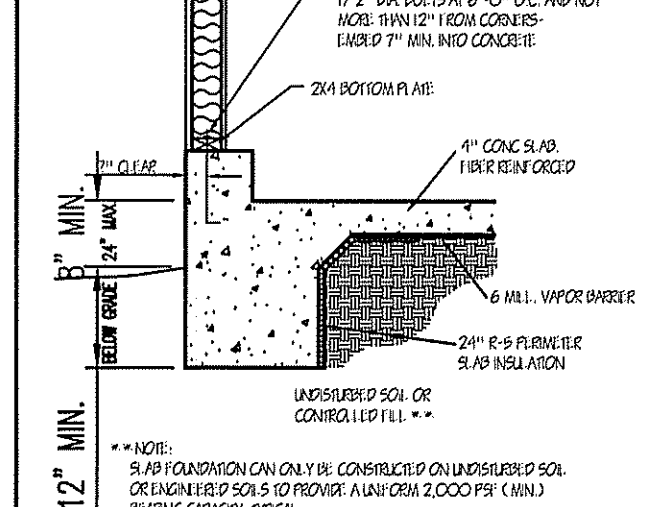 MORE THAN 12" FROM CORNERS-
EMBED 7" MIN. INTO CONCRETE
2X4 BOTTOM PLATE
4" CONC SLAB.
FIBER REINFORCED
CLEAR
8" MIN.
24" MAX
BELOW GRADE
6 MILL. VAPOR BARRIER
24" R-5 PERIMETER
SLAB INSULATION
UNDISTURBED SOIL OR
CONTROLLED FILL **
12" MIN.
**NOTE:
SLAB FOUNDATION CAN ONLY BE CONSTRUCTED ON UNDISTURBED SOIL
OR ENGINEERED SOILS TO PROVIDE A UNIFORM 2,000 PSF (MIN.)